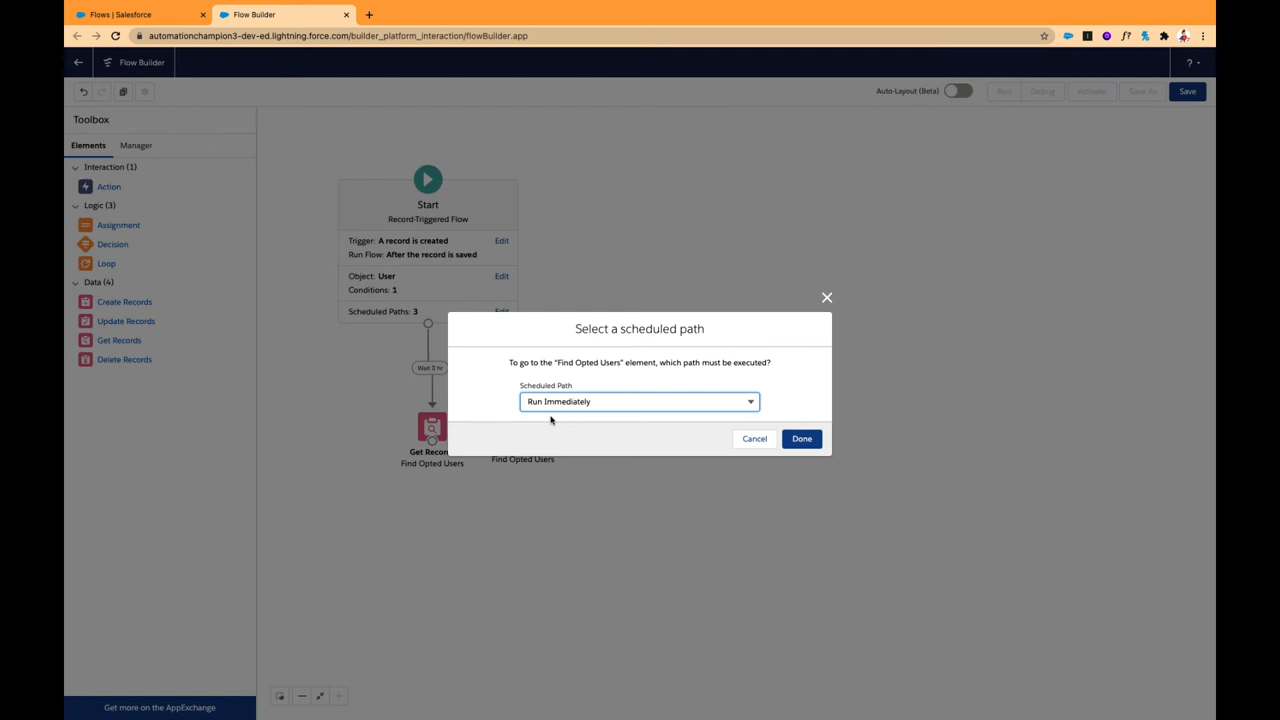 Flows | Salesforce
Flow Builder
automationchampion3-dev-ed.lightning.force.com/builder_platform_interaction/flowBuilder.app
Flow Builder
?
Auto-Layout (Beta)
Run
Debug
Activate
Save As
Save
Toolbox
Elements
Manager
Interaction (1)
Action
Logic (3)
Assignment
Decision
Loop
Data (4)
Create Records
Update Records
Get Records
Delete Records
Get more on the AppExchange
Start
Record-Triggered Flow
Trigger: A record is created
Edit
Run Flow: After the record is saved
Object: User
Edit
Conditions: 1
Scheduled Paths: 3
Edit
Wait 0 hr
Get Recor
Find Opted Users
Find Opted Users
Select a scheduled path
To go to the "Find Opted Users" element, which path must be executed?
Scheduled Path
Run Immediately
Cancel
Done